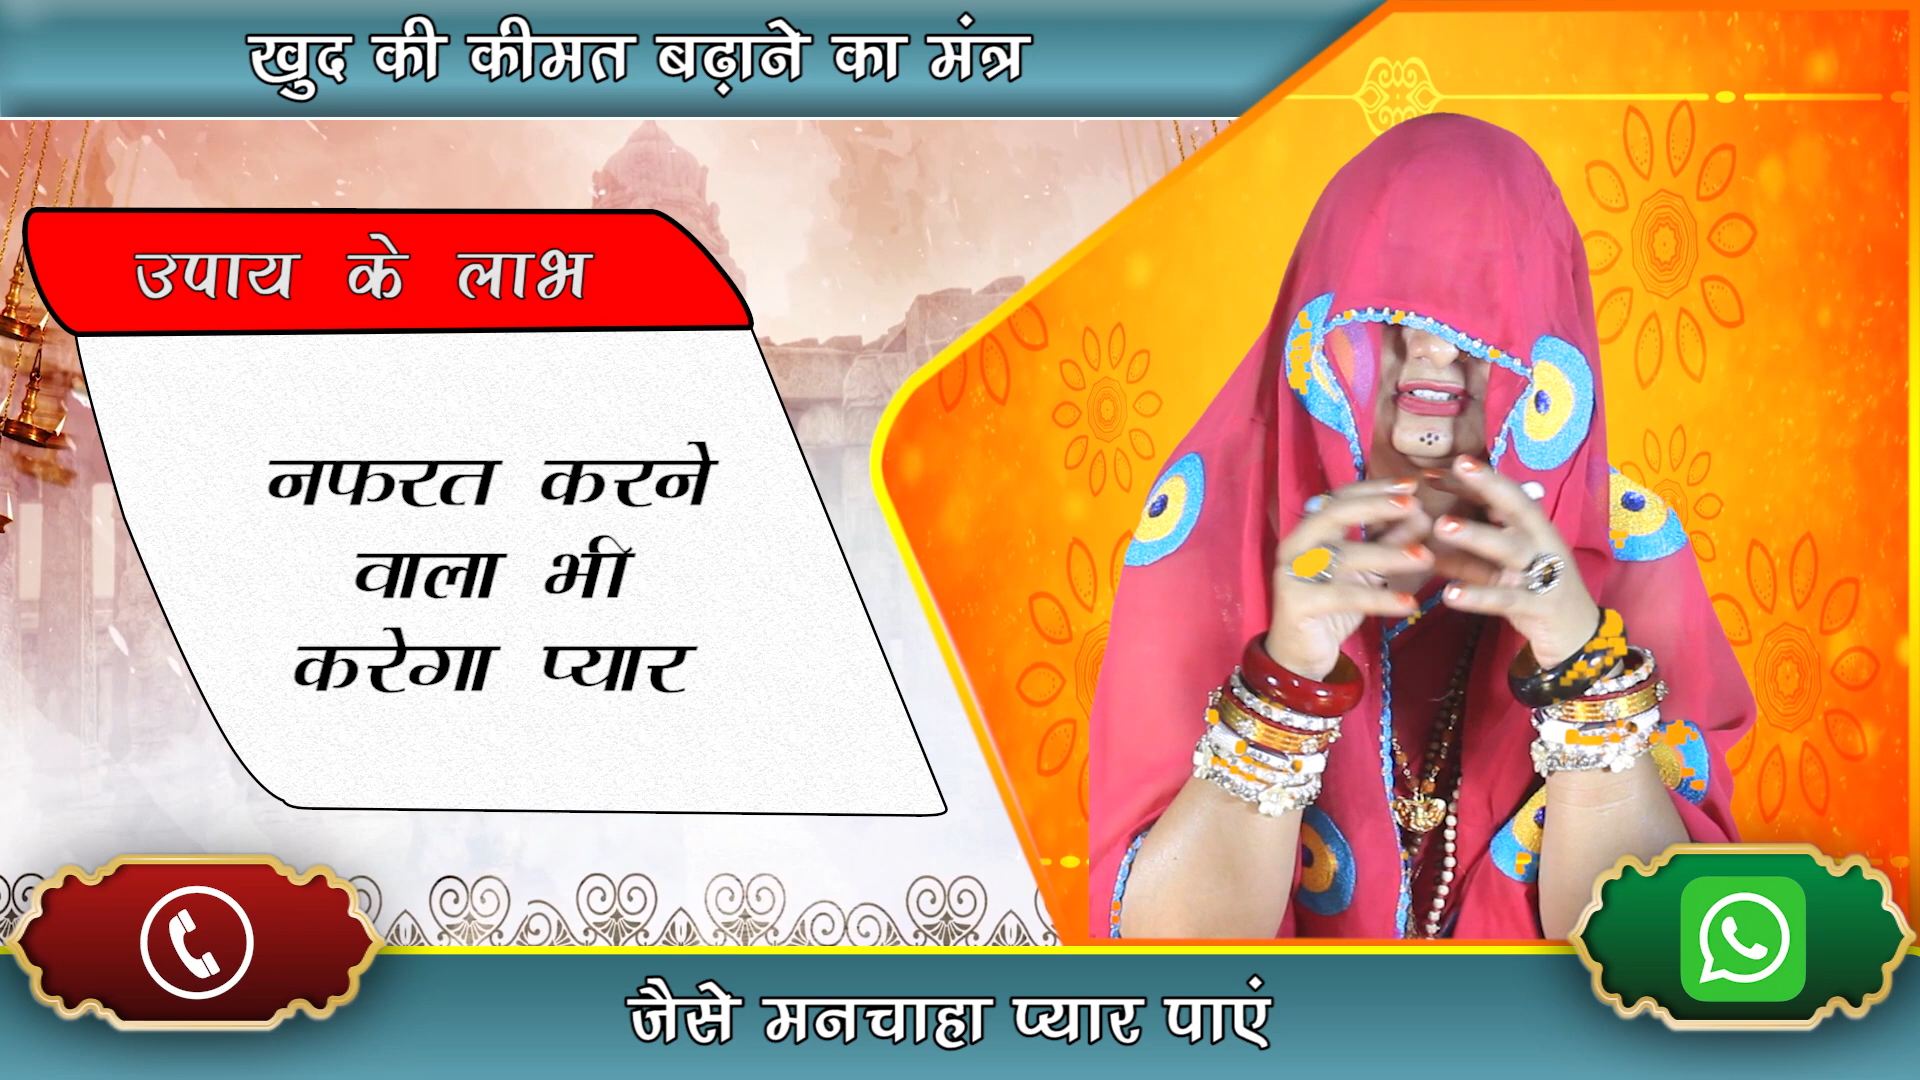 खुद की कीमत बढ़ाने का मंत्र
उपाय के लाभ
नफरत करने
वाला भी
करेगा प्यार
जैसे मनचाहा प्यार पाएं